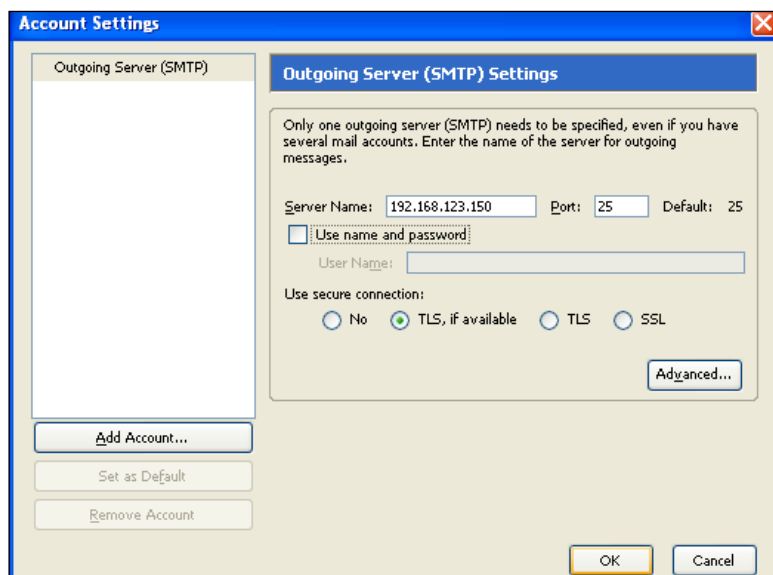 Account Settings
Outgoing Server (SMTP)
Outgoing Server (SMTP) Settings
Only one outgoing server (SMTP) needs to be specified, even if you have
several mail accounts. Enter the name of the server for outgoing
messages.
Server Name: 192.168.123.150 Port: 25 Default: 25
Use name and password
User Name:
Use secure connection:
No TLS, if available TLS SSL
Advanced...
Add Account...
Set as Default
Remove Account
OK Cancel